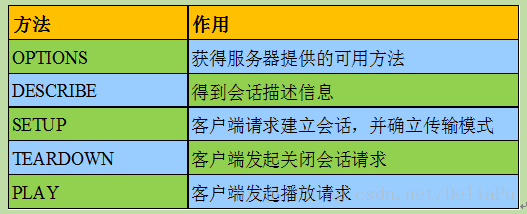 方法 作用
OPTIONS 获得服务器提供的可用方法
DESCRIBE 得到会话描述信息
SETUP 客户端请求建立会话，并确立传输模式
TEARDOWN 客户端发起关闭会话请求
PLAY 客户端发起播放请求